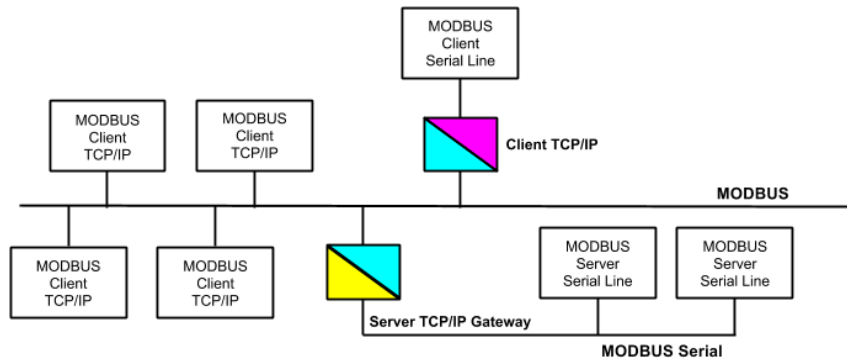 MODBUS
Client
Serial Line
MODBUS
Client
TCP/IP
MODBUS
Client
TCP/IP
Client TCP/IP
MODBUS
MODBUS
Client
TCP/IP
MODBUS
Client
TCP/IP
MODBUS
Server
Serial Line
MODBUS
Server
Serial Line
Server TCP/IP Gateway
MODBUS Serial